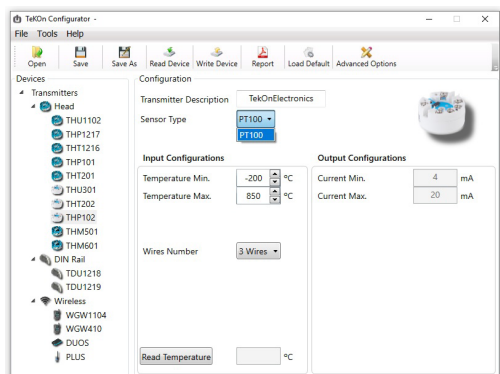 TeKOn Configurator -
File Tools Help
Open Save Save As Read Device Write Device Report Load Default Advanced Options
Devices
Transmitters
Head
THU1102
THP1217
THT1216
THP101
THT201
THU301
THT202
THP102
THM501
THM601
DIN Rail
TDU1218
TDU1219
Wireless
WGW1104
WGW410
DUOS
PLUS
Configuration
Transmitter Description TekOnElectronics
Sensor Type PT100
PT100
Input Configurations
Temperature Min. -200 ºC
Temperature Max. 850 ºC
Wires Number 3 Wires
Read Temperature ºC
Output Configurations
Current Min. 4 mA
Current Max. 20 mA